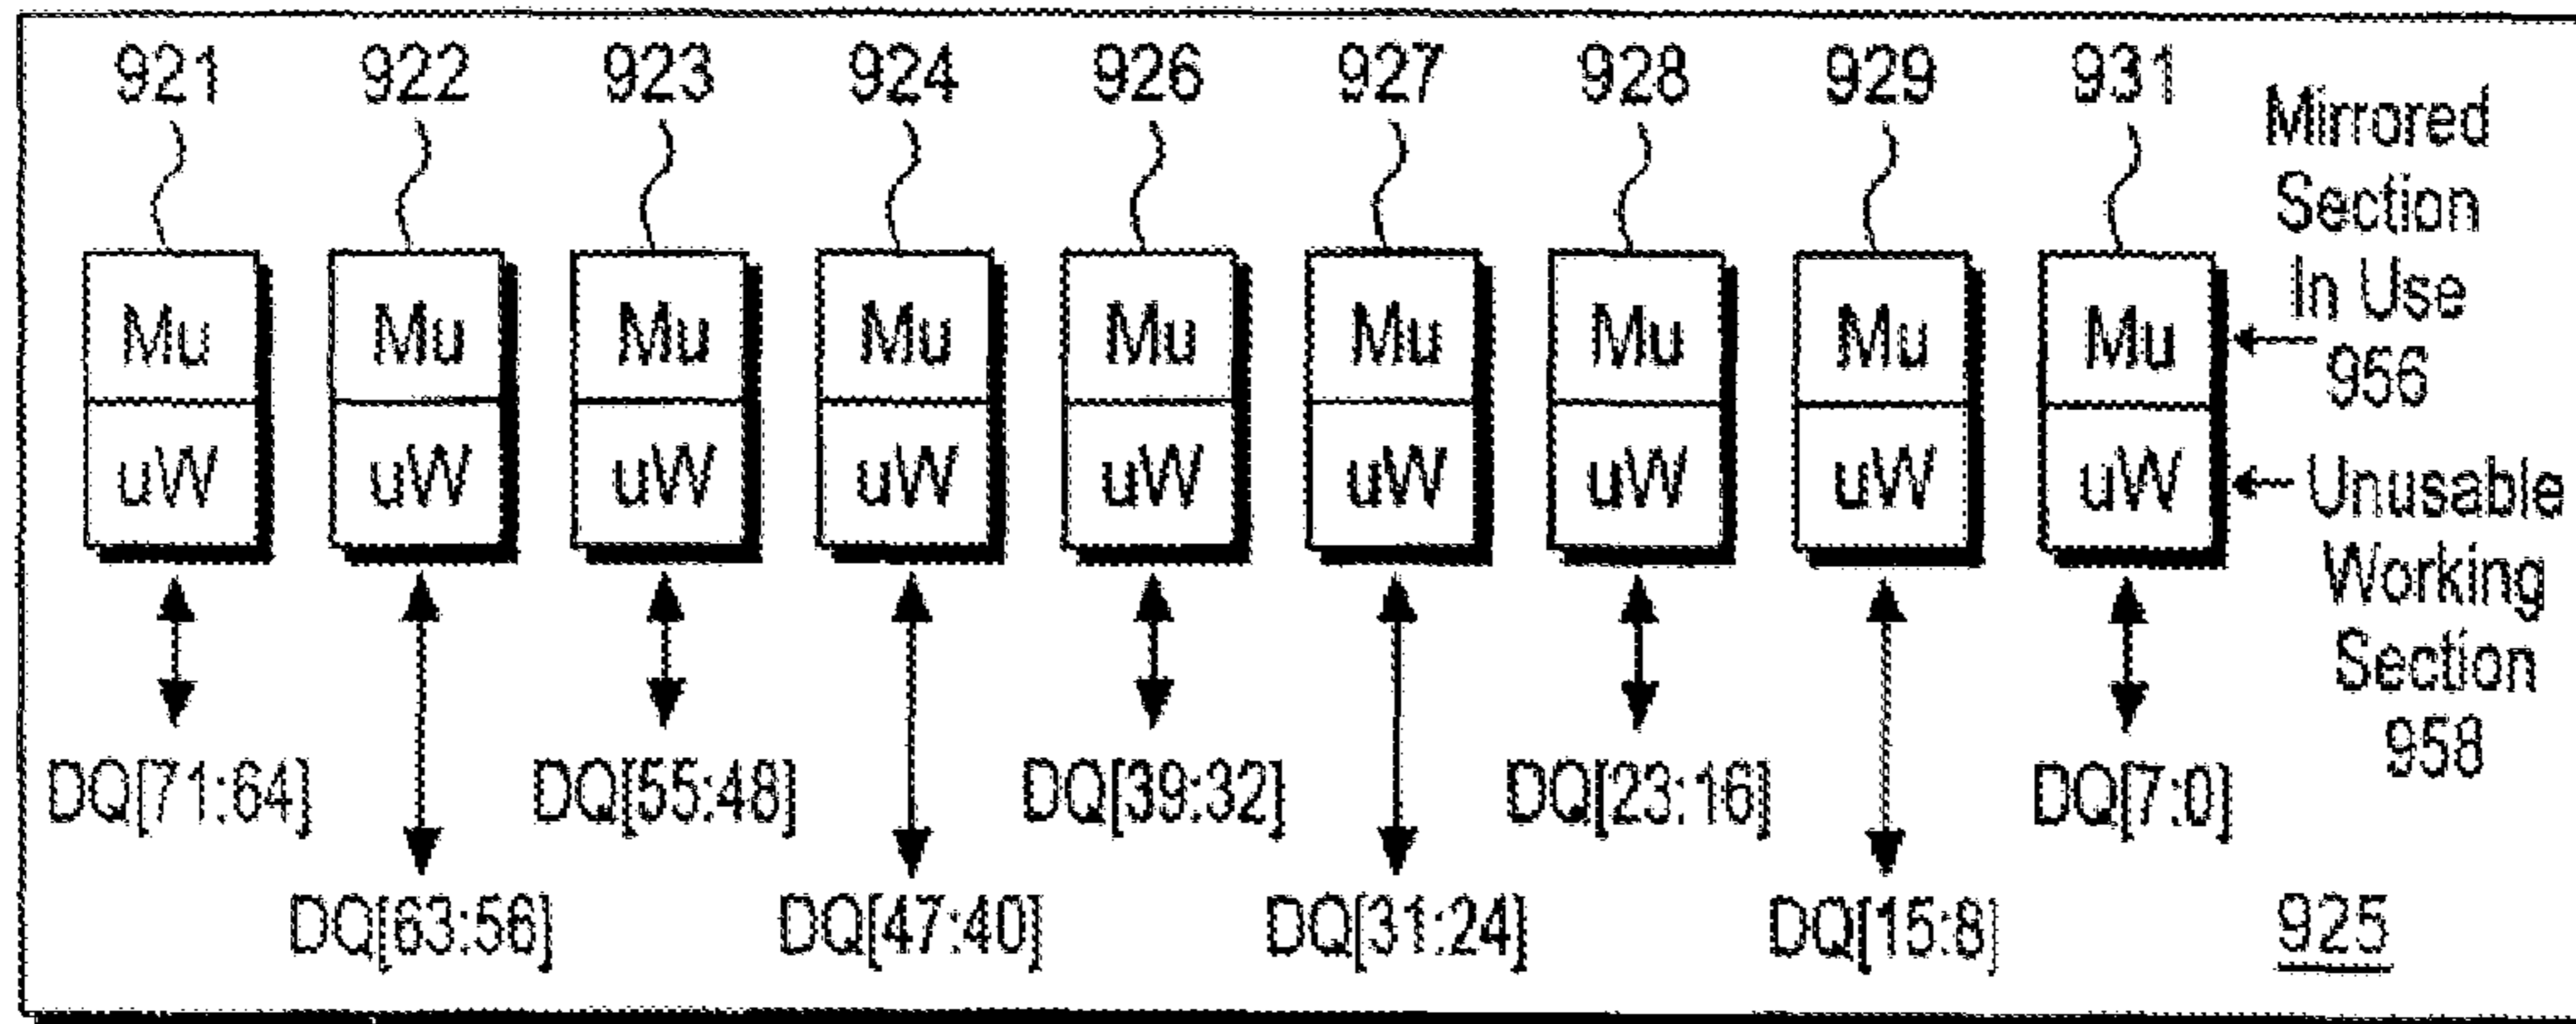 921 922 923 924 926 927 928 929 931
Mirrored
Section
In Use
956
Mu Mu Mu Mu Mu Mu Mu Mu Mu
uW uW uW uW uW uW uW uW uW
Unusable
Working
Section
958
DQ[71:64] DQ[55:48] DQ[39:32] DQ[23:16] DQ[7:0]
DQ[63:56] DQ[47:40] DQ[31:24] DQ[15:8]
925